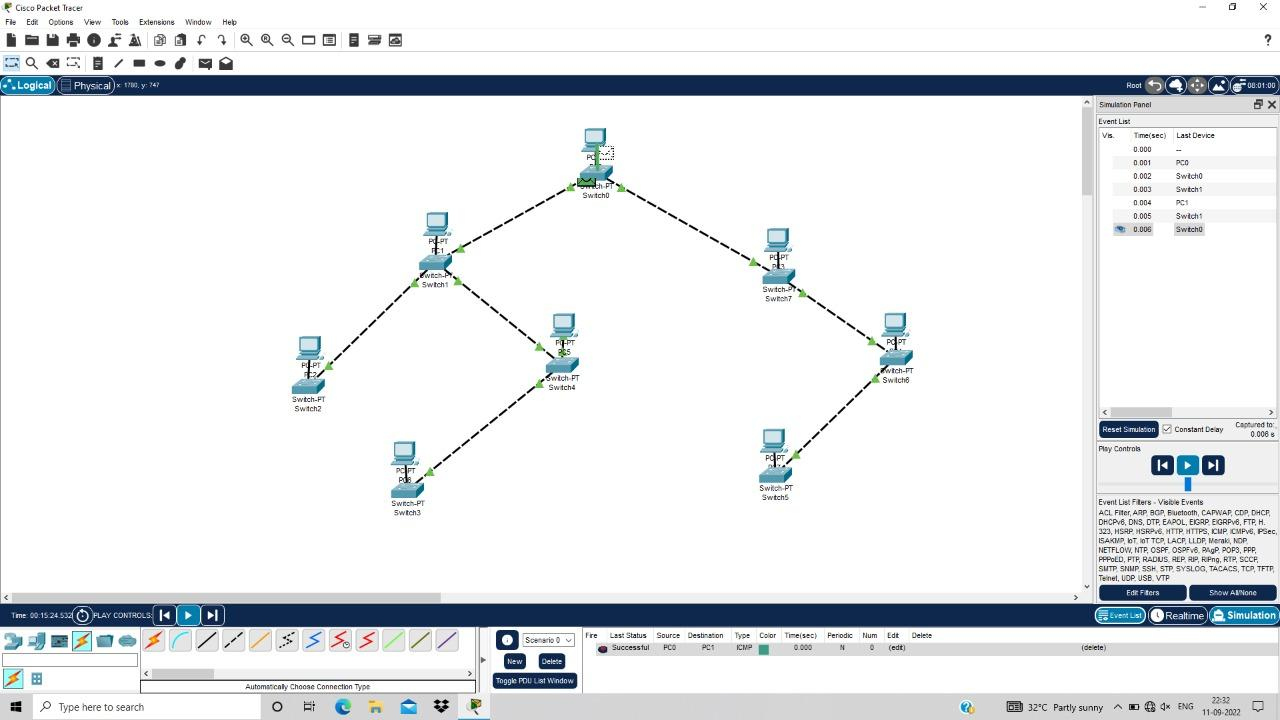 Cisco Packet Tracer
File Edit Options View Tools Extensions Window Help
Logical Physical x: 1780, y: 747 Root 08:01:00
Simulation Panel
Event List
Vis. Time(sec) Last Device
0.000 --
0.001 PC0
0.002 Switch0
0.003 Switch1
0.004 PC1
0.005 Switch1
0.006 Switch0
Reset Simulation Constant Delay Captured to:
0.006 s
Play Controls
Event List Filters - Visible Events
ACL Filter, ARP, BGP, Bluetooth, CAPWAP, CDP, DHCP,
DHCPv6, DNS, DTP, EAPOL, EIGRP, EIGRPv6, FTP, H.
323, HSRP, HSRPv6, HTTP, HTTPS, ICMP, ICMPv6, IPSec,
ISAKMP, IoT, IoT TCP, LACP, LLDP, Meraki, NDP,
NETFLOW, NTP, OSPF, OSPFv6, PAgP, POP3, PPP,
PPPoED, PTP, RADIUS, REP, RIP, RIPng, RTP, SCCP,
SMTP, SNMP, SSH, STP, SYSLOG, TACACS, TCP, TFTP,
Telnet, UDP, USB, VTP
Edit Filters Show All/None
Event List Realtime Simulation
Switch-PT
Switch0
PC-PT
PC1
Switch-PT
Switch1
PC-PT
Switch-PT
Switch7
PC-PT
Switch-PT
Switch4
Switch-PT
Switch6
PC-PT
PC2
Switch-PT
Switch2
PC-PT
Switch-PT
Switch3
PC-PT
Switch-PT
Switch5
Time: 00:15:24.532 PLAY CONTROLS:
Scenario 0
New Delete
Toggle PDU List Window
Automatically Choose Connection Type
Fire Last Status Source Destination Type Color Time(sec) Periodic Num Edit Delete
Successful PC0 PC1 ICMP 0.000 N 0 (edit) (delete)
Type here to search
32°C Partly sunny ENG 22:32
11-09-2022